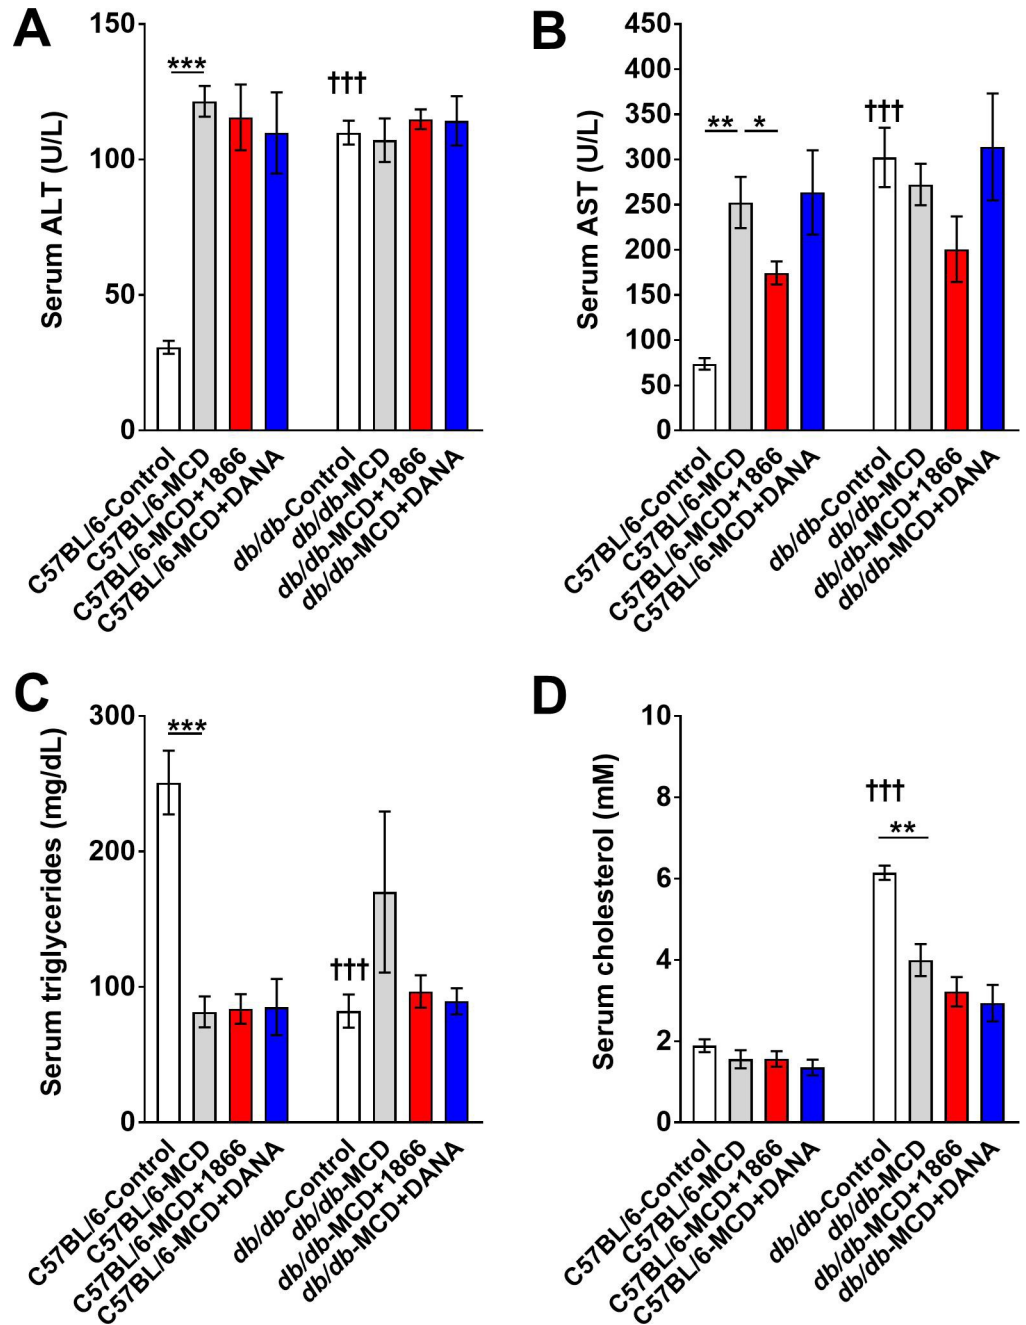 A
Serum ALT (U/L)
150
100
50
0
***
†††
C57BL/6-Control
C57BL/6-MCD
C57BL/6-MCD+1866
C57BL/6-MCD+DANA
db/db-Control
db/db-MCD
db/db-MCD+1866
db/db-MCD+DANA
B
Serum AST (U/L)
450
400
350
300
250
200
150
100
50
0
** *
†††
C57BL/6-Control
C57BL/6-MCD
C57BL/6-MCD+1866
C57BL/6-MCD+DANA
db/db-Control
db/db-MCD
db/db-MCD+1866
db/db-MCD+DANA
C
Serum triglycerides (mg/dL)
300
200
100
0
***
†††
C57BL/6-Control
C57BL/6-MCD
C57BL/6-MCD+1866
C57BL/6-MCD+DANA
db/db-Control
db/db-MCD
db/db-MCD+1866
db/db-MCD+DANA
D
Serum cholesterol (mM)
10
8
6
4
2
0
†††
**
C57BL/6-Control
C57BL/6-MCD
C57BL/6-MCD+1866
C57BL/6-MCD+DANA
db/db-Control
db/db-MCD
db/db-MCD+1866
db/db-MCD+DANA